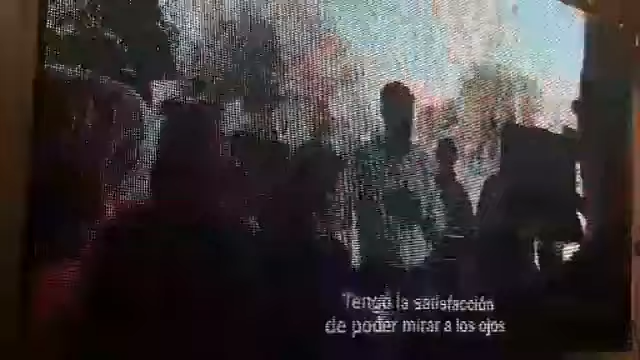 Tengo la satisfacción
de poder mirar a los ojos